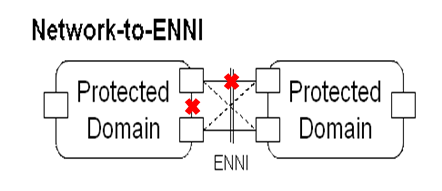 Network-to-ENNI
Protected
Domain
Protected
Domain
ENNI